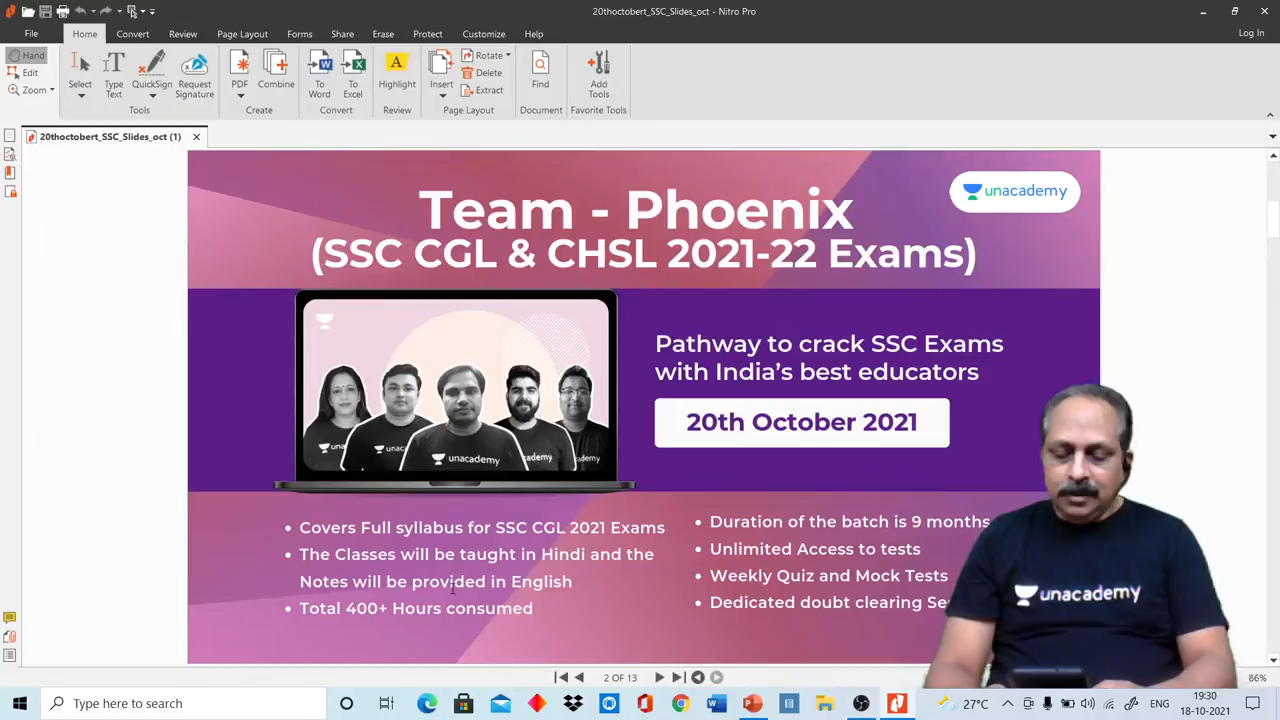 20thoctobert_SSC_Slides_oct - Nitro Pro
File Home Convert Review Page Layout Forms Share Erase Protect Customize Help Log In
Hand
Edit
Zoom
Select
Type Text
QuickSign
Request Signature
Tools
PDF
Combine
Create
To Word
To Excel
Convert
Highlight
Review
Insert
Rotate
Delete
Extract
Page Layout
Find
Document
Add Tools
Favorite Tools
20thoctobert_SSC_Slides_oct (1)
unacademy
Team - Phoenix
(SSC CGL & CHSL 2021-22 Exams)
Pathway to crack SSC Exams
with India's best educators
20th October 2021
unacademy
cademy
cademy
• Covers Full syllabus for SSC CGL 2021 Exams
• The Classes will be taught in Hindi and the
Notes will be provided in English
• Total 400+ Hours consumed
• Duration of the batch is 9 months
• Unlimited Access to tests
• Weekly Quiz and Mock Tests
• Dedicated doubt clearing Se
unacademy
2 OF 13
86%
Type here to search
27°C
ENG
19:30
18-10-2021